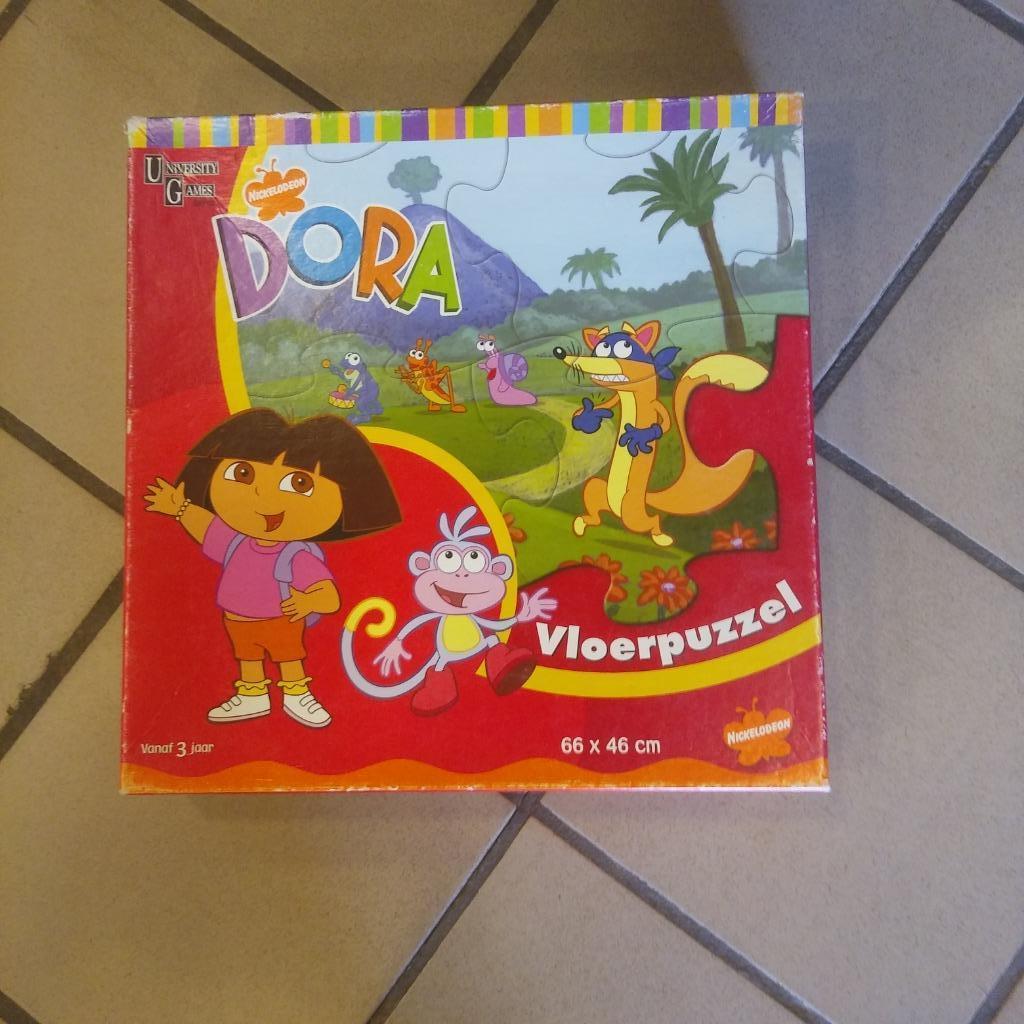 UNIVERSITY
GAMES
NICKELODEON
DORA
Vloerpuzzel
Vanaf 3 jaar
66 x 46 cm
NICKELODEON